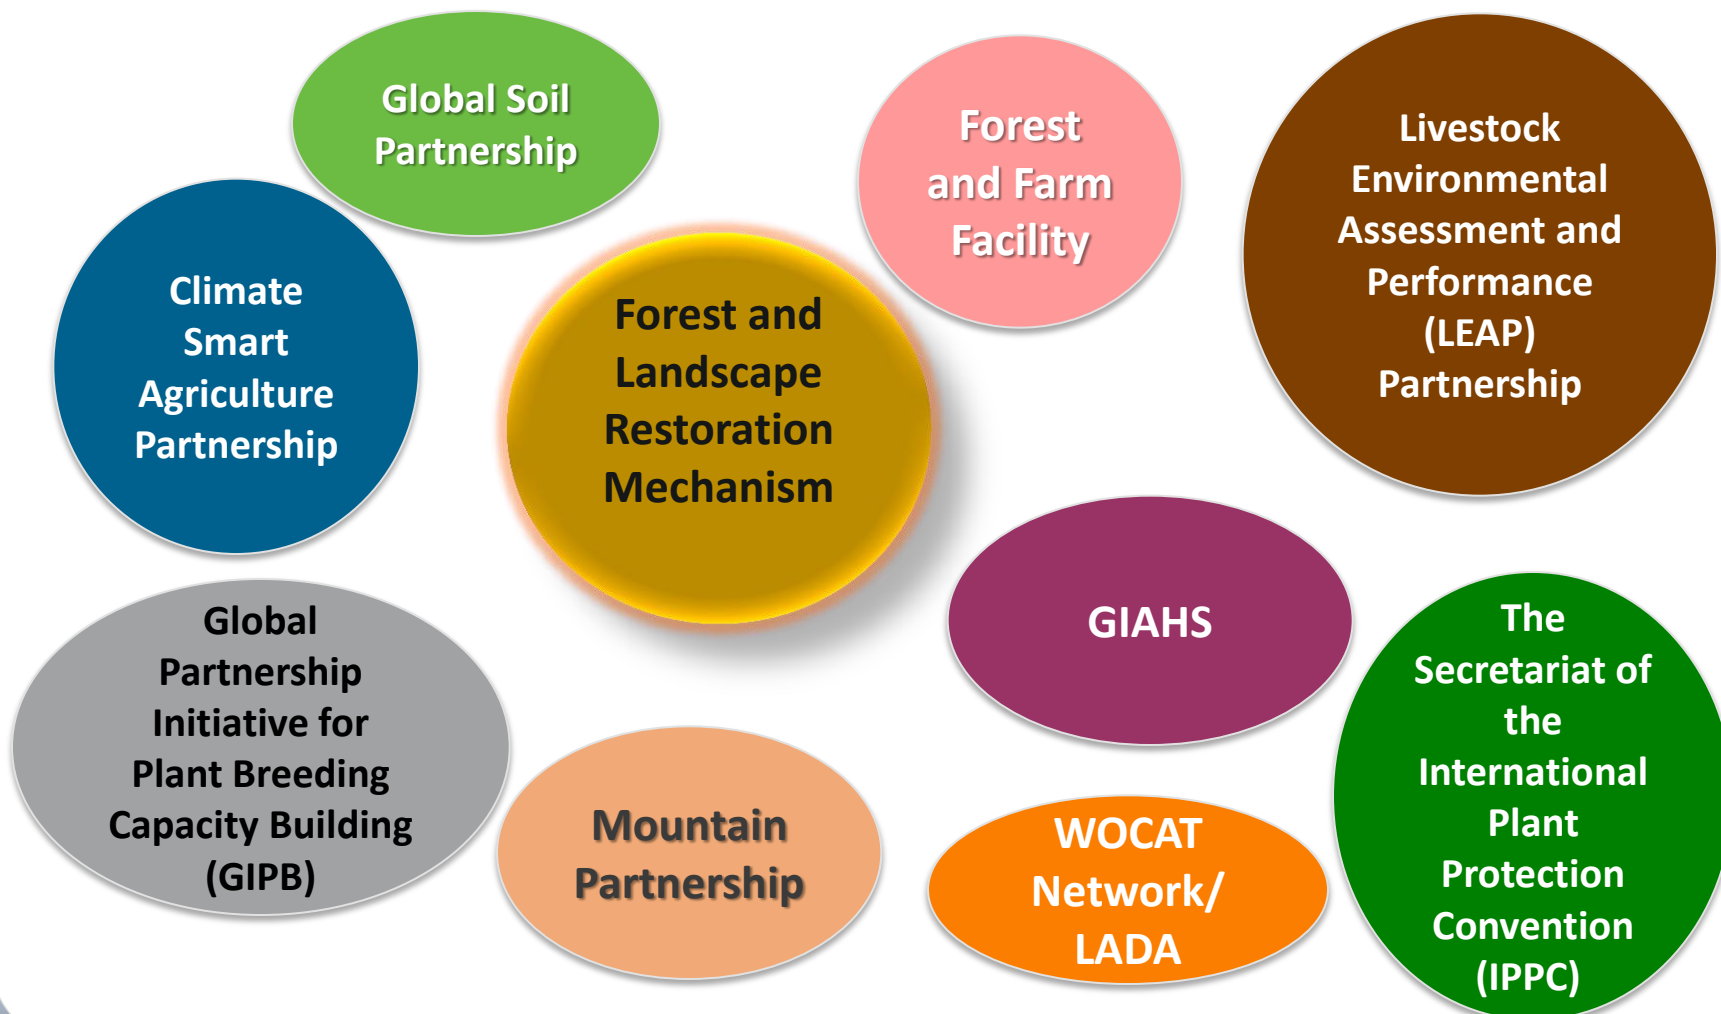 Global Soil
Partnership
Forest
and Farm
Facility
Livestock
Environmental
Assessment and
Performance
(LEAP)
Partnership
Climate
Smart
Agriculture
Partnership
Forest and
Landscape
Restoration
Mechanism
GIAHS
The
Secretariat of
the
International
Plant
Protection
Convention
(IPPC)
Global
Partnership
Initiative for
Plant Breeding
Capacity Building
(GIPB)
Mountain
Partnership
WOCAT
Network/
LADA